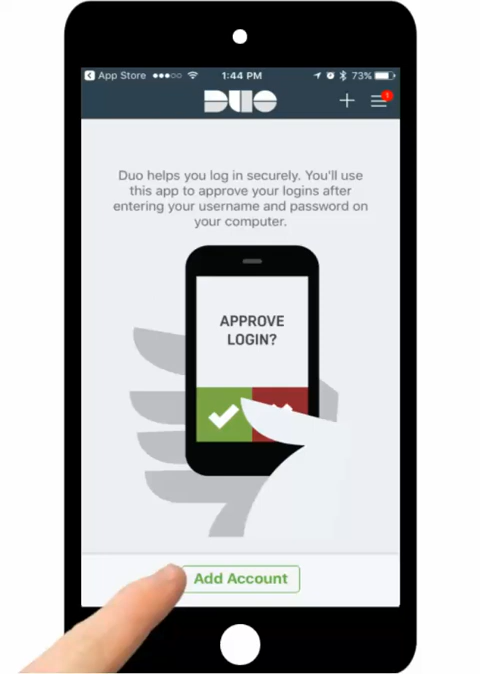 App Store 1:44 PM 73%
DUO
1
Duo helps you log in securely. You'll use
this app to approve your logins after
entering your username and password on
your computer.
APPROVE
LOGIN?
Add Account